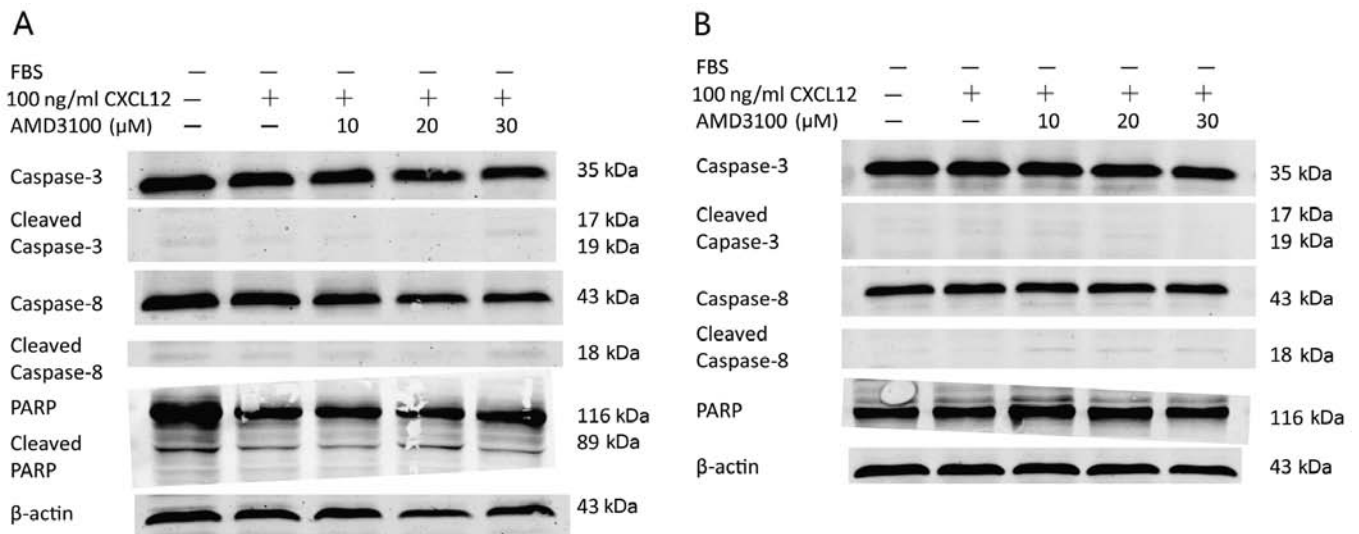 A
FBS — — — — —
100 ng/ml CXCL12 — + + + +
AMD3100 (μM) — — 10 20 30
Caspase-3 35 kDa
Cleaved 17 kDa
Caspase-3 19 kDa
Caspase-8 43 kDa
Cleaved
Caspase-8 18 kDa
PARP 116 kDa
Cleaved 89 kDa
PARP
β-actin 43 kDa
B
FBS — — — — —
100 ng/ml CXCL12 — + + + +
AMD3100 (μM) — — 10 20 30
Caspase-3 35 kDa
Cleaved 17 kDa
Capase-3 19 kDa
Caspase-8 43 kDa
Cleaved
Caspase-8 18 kDa
PARP 116 kDa
β-actin 43 kDa